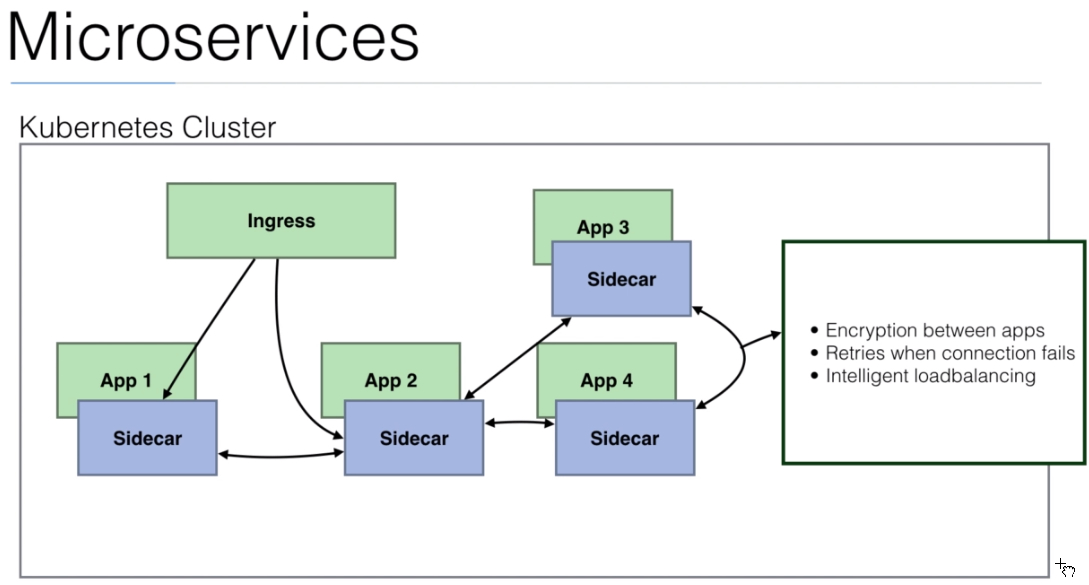 Microservices
Kubernetes Cluster
Ingress
App 3
Sidecar
App 1
Sidecar
App 2
Sidecar
App 4
Sidecar
• Encryption between apps
• Retries when connection fails
• Intelligent loadbalancing